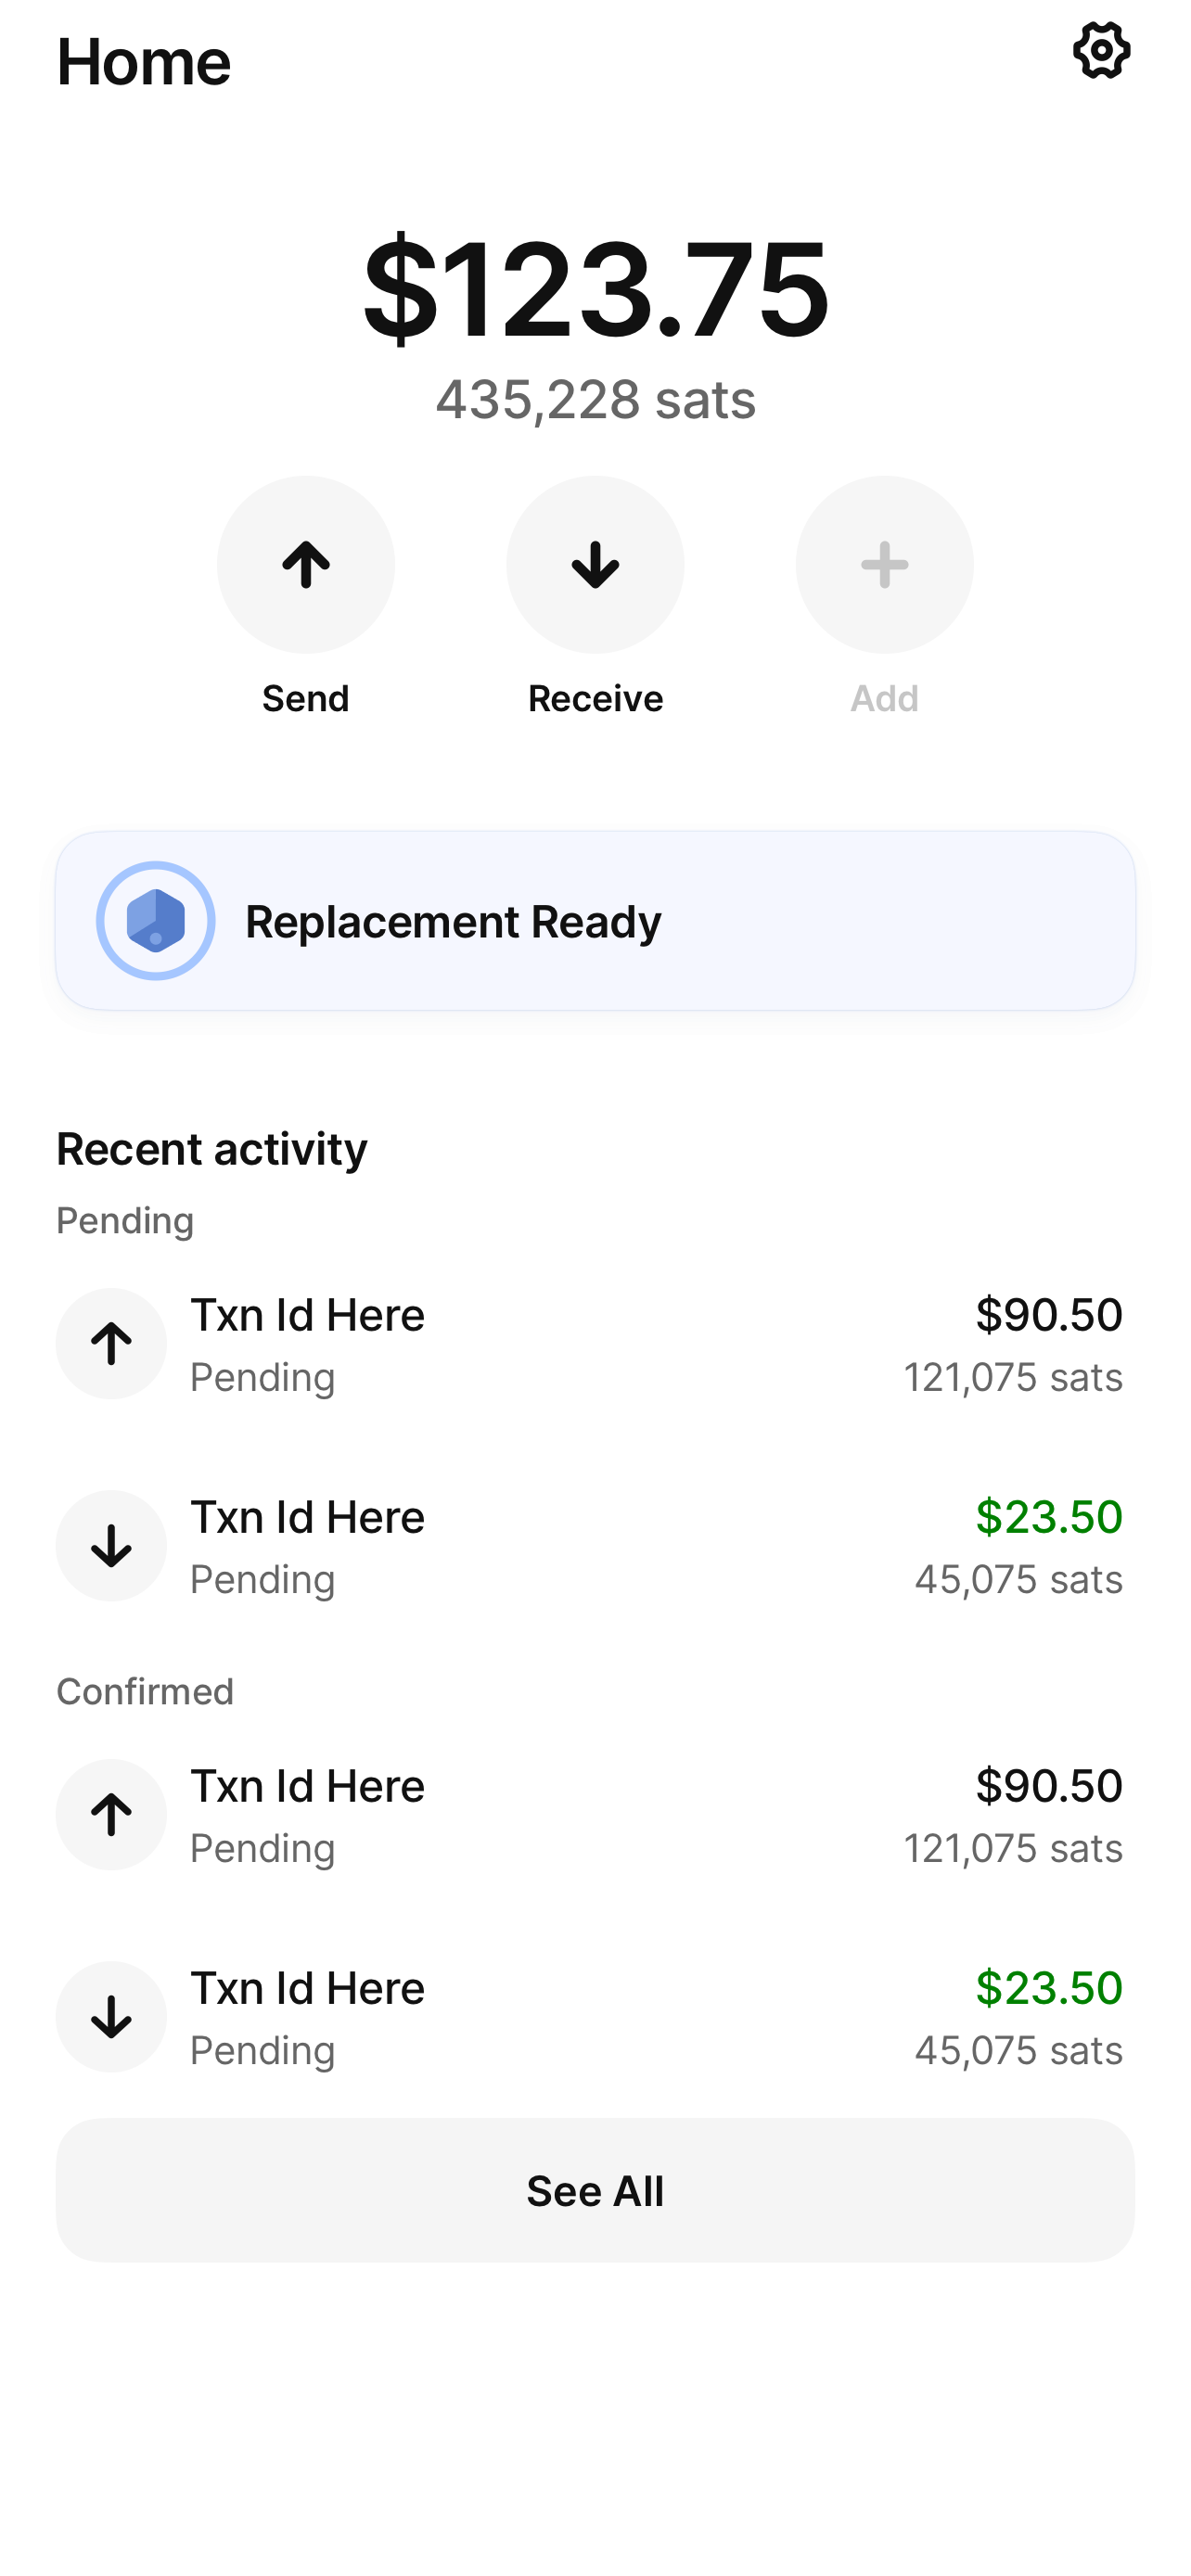 Home
$123.75
435,228 sats
Send Receive Add
Replacement Ready
Recent activity
Pending
Txn Id Here $90.50
Pending 121,075 sats
Txn Id Here $23.50
Pending 45,075 sats
Confirmed
Txn Id Here $90.50
Pending 121,075 sats
Txn Id Here $23.50
Pending 45,075 sats
See All